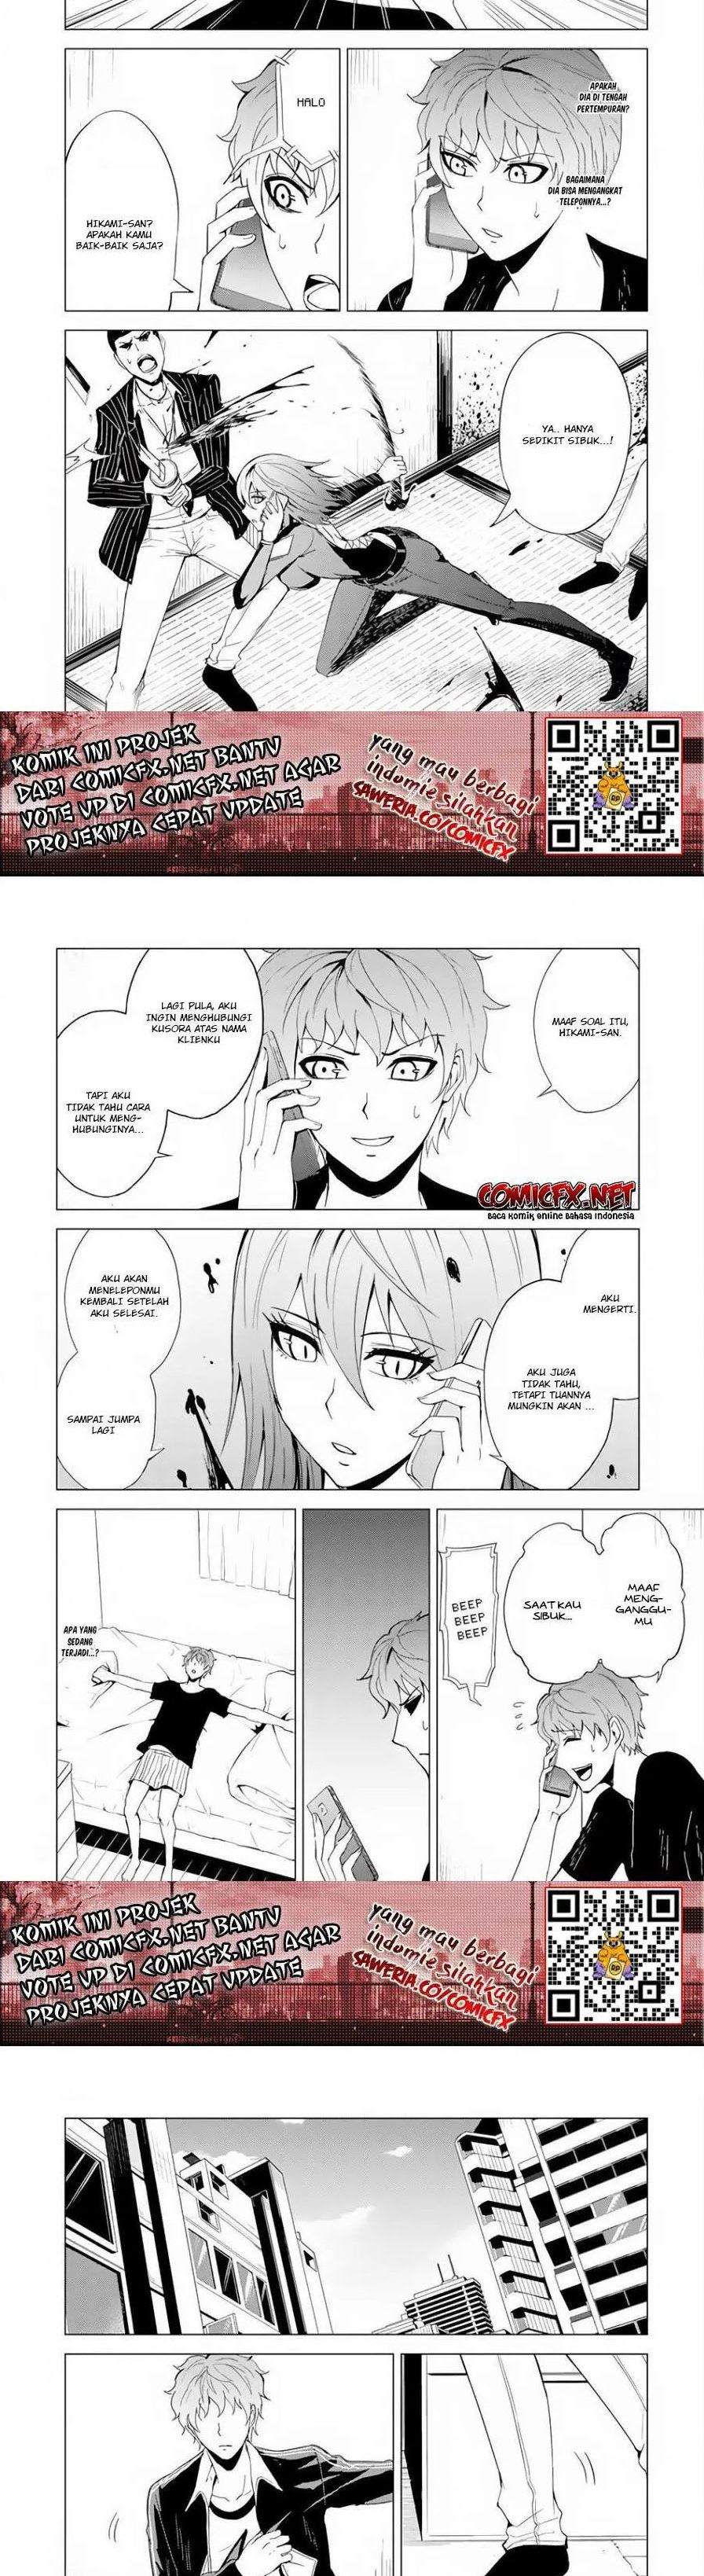 APAKAH
DIA DI TENGAH
PERTEMPURAN?
BAGAIMANA
DIA BISA MENGANGKAT
TELEPONNYA...?
HALO
HIKAMI-SAN?
APAKAH KAMU
BAIK-BAIK SAJA?
YA.. HANYA
SEDIKIT SIBUK...!
KOMIK INI PROJEK
DARI COMICFX.NET BANTU
VOTE UP DI COMICFX.NET AGAR
PROJEKNYA CEPAT UPDATE
yang mau berbagi
indomie silahkan
SAWERIA.CO/COMICFX
MAAF SOAL ITU,
HIKAMI-SAN.
LAGI PULA, AKU
INGIN MENGHUBUNGI
KUSORA ATAS NAMA
KLIENKU
TAPI AKU
TIDAK TAHU CARA
UNTUK MENG-
HUBUNGINYA...
COMICFX.NET
Baca Komik Online Bahasa Indonesia
AKU
MENGERTI.
AKU JUGA
TIDAK TAHU,
TETAPI TUANNYA
MUNGKIN AKAN ...
AKU AKAN
MENELEPONMU
KEMBALI SETELAH
AKU SELESAI.
SAMPAI JUMPA
LAGI
MAAF
MENG-
GANGGU-
MU
SAAT KAU
SIBUK...
BEEP
BEEP
BEEP
APA YANG
SEDANG
TERJADI...?
KOMIK INI PROJEK
DARI COMICFX.NET BANTU
VOTE UP DI COMICFX.NET AGAR
PROJEKNYA CEPAT UPDATE
yang mau berbagi
indomie silahkan
SAWERIA.CO/COMICFX